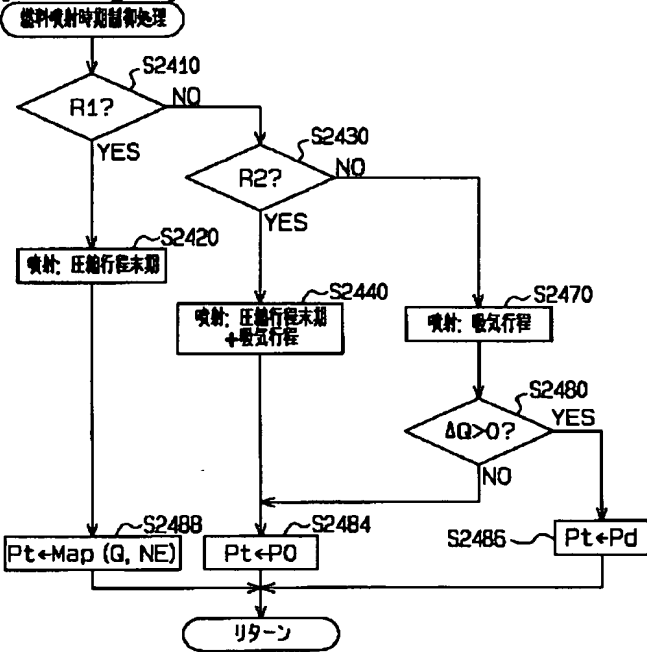 燃料噴射時期制御処理
S2410
R1?
NO
YES
S2430
R2?
NO
YES
S2420
噴射: 圧縮行程末期
S2440
噴射: 圧縮行程末期
+吸気行程
S2470
噴射: 吸気行程
S2480
ΔQ>0?
YES
NO
S2488
Pt←Map (Q, NE)
S2484
Pt←P0
S2486
Pt←Pd
リターン